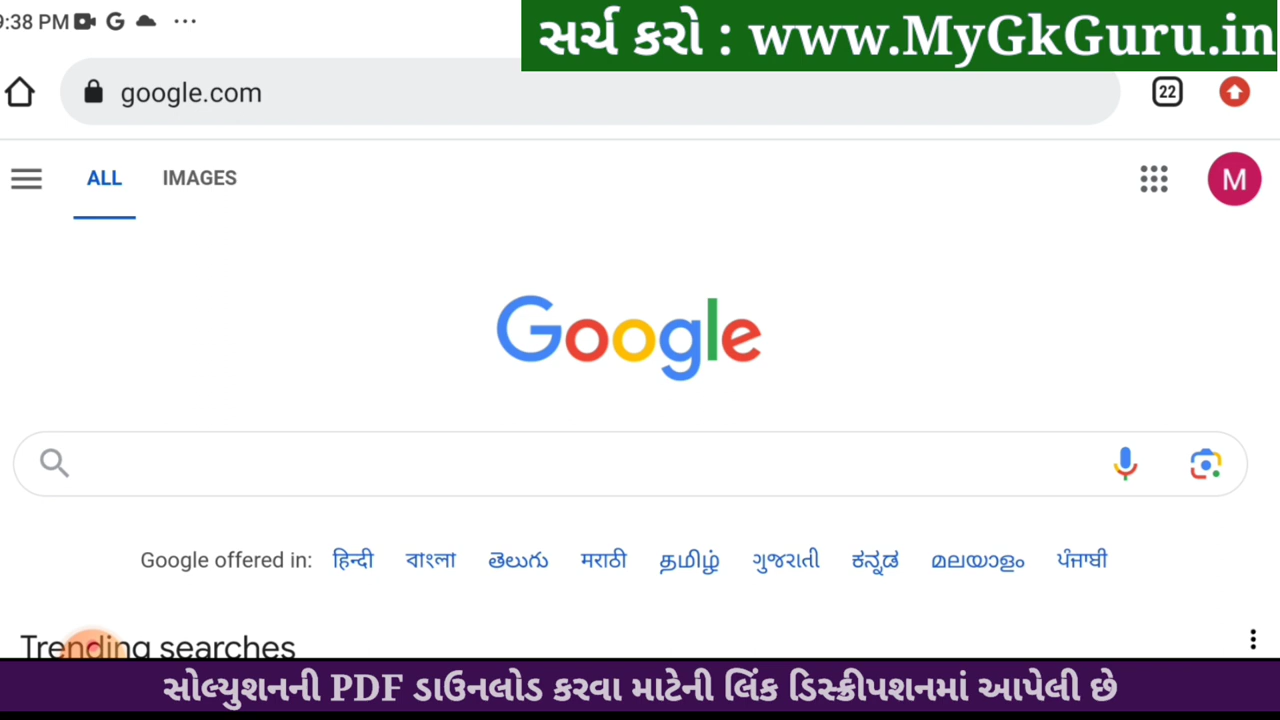 9:38 PM G ...
સર્ચ કરો : www.MyGkGuru.in
google.com
22
ALL IMAGES
M
Google
Google offered in: हिन्दी বাংলা తెలుగు मराठी தமிழ் ગુજરાતી ಕನ್ನಡ മലയാളം ਪੰਜਾਬੀ
Trending searches
સોલ્યુશનની PDF ડાઉનલોડ કરવા માટેની લિંક ડિસ્ક્રીપશનમાં આપેલી છે